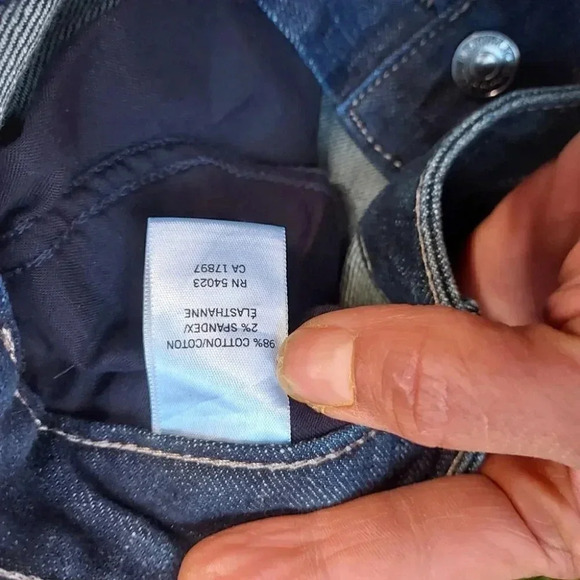 98% COTTON/COTON
2% SPANDEX/
ÉLASTHANNE
RN 54023
CA 17897